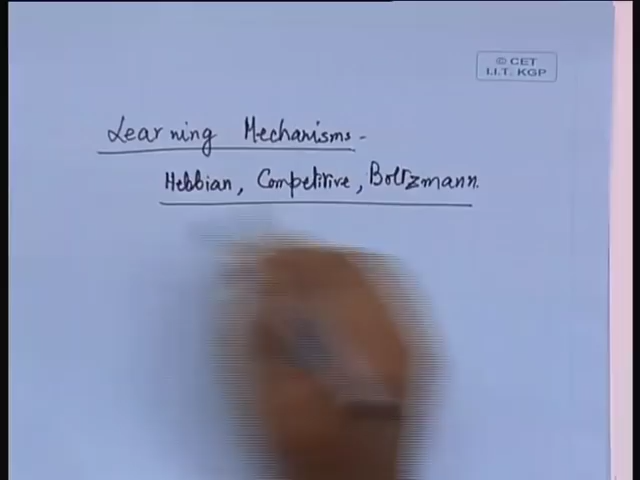 © CET
I.I.T. KGP
Learning Mechanisms -
Hebbian, Competitive, Boltzmann.